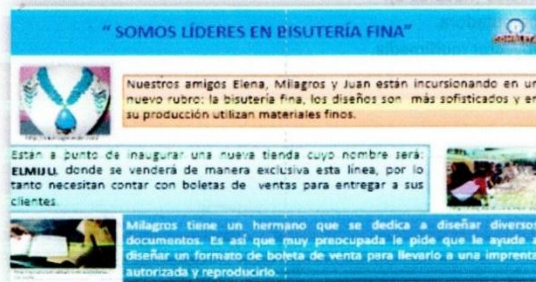 “ SOMOS LÍDERES EN BISUTERÍA FINA”
COMPLETA
Nuestros amigos Elena, Milagros y Juan están incursionando en un
nuevo rubro: la bisutería fina, los diseños son más sofisticados y en
su producción utilizan materiales finos.
Están a punto de inaugurar una nueva tienda cuyo nombre será:
ELMIJU, donde se venderá de manera exclusiva esta línea, por lo
tanto necesitan contar con boletas de ventas para entregar a sus
clientes.
Milagros tiene un hermano que se dedica a diseñar diversos
documentos. Es así que muy preocupada le pide que le ayude a
diseñar un formato de boleta de venta para llevarlo a una imprenta
autorizada y reproducirlo.